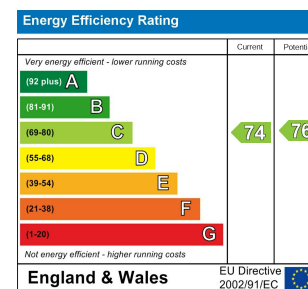 Energy Efficiency Rating
Current Potenti
Very energy efficient - lower running costs
(92 plus) A
(81-91) B
(69-80) C 74 76
(55-68) D
(39-54) E
(21-38) F
(1-20) G
Not energy efficient - higher running costs
England & Wales
EU Directive
2002/91/EC